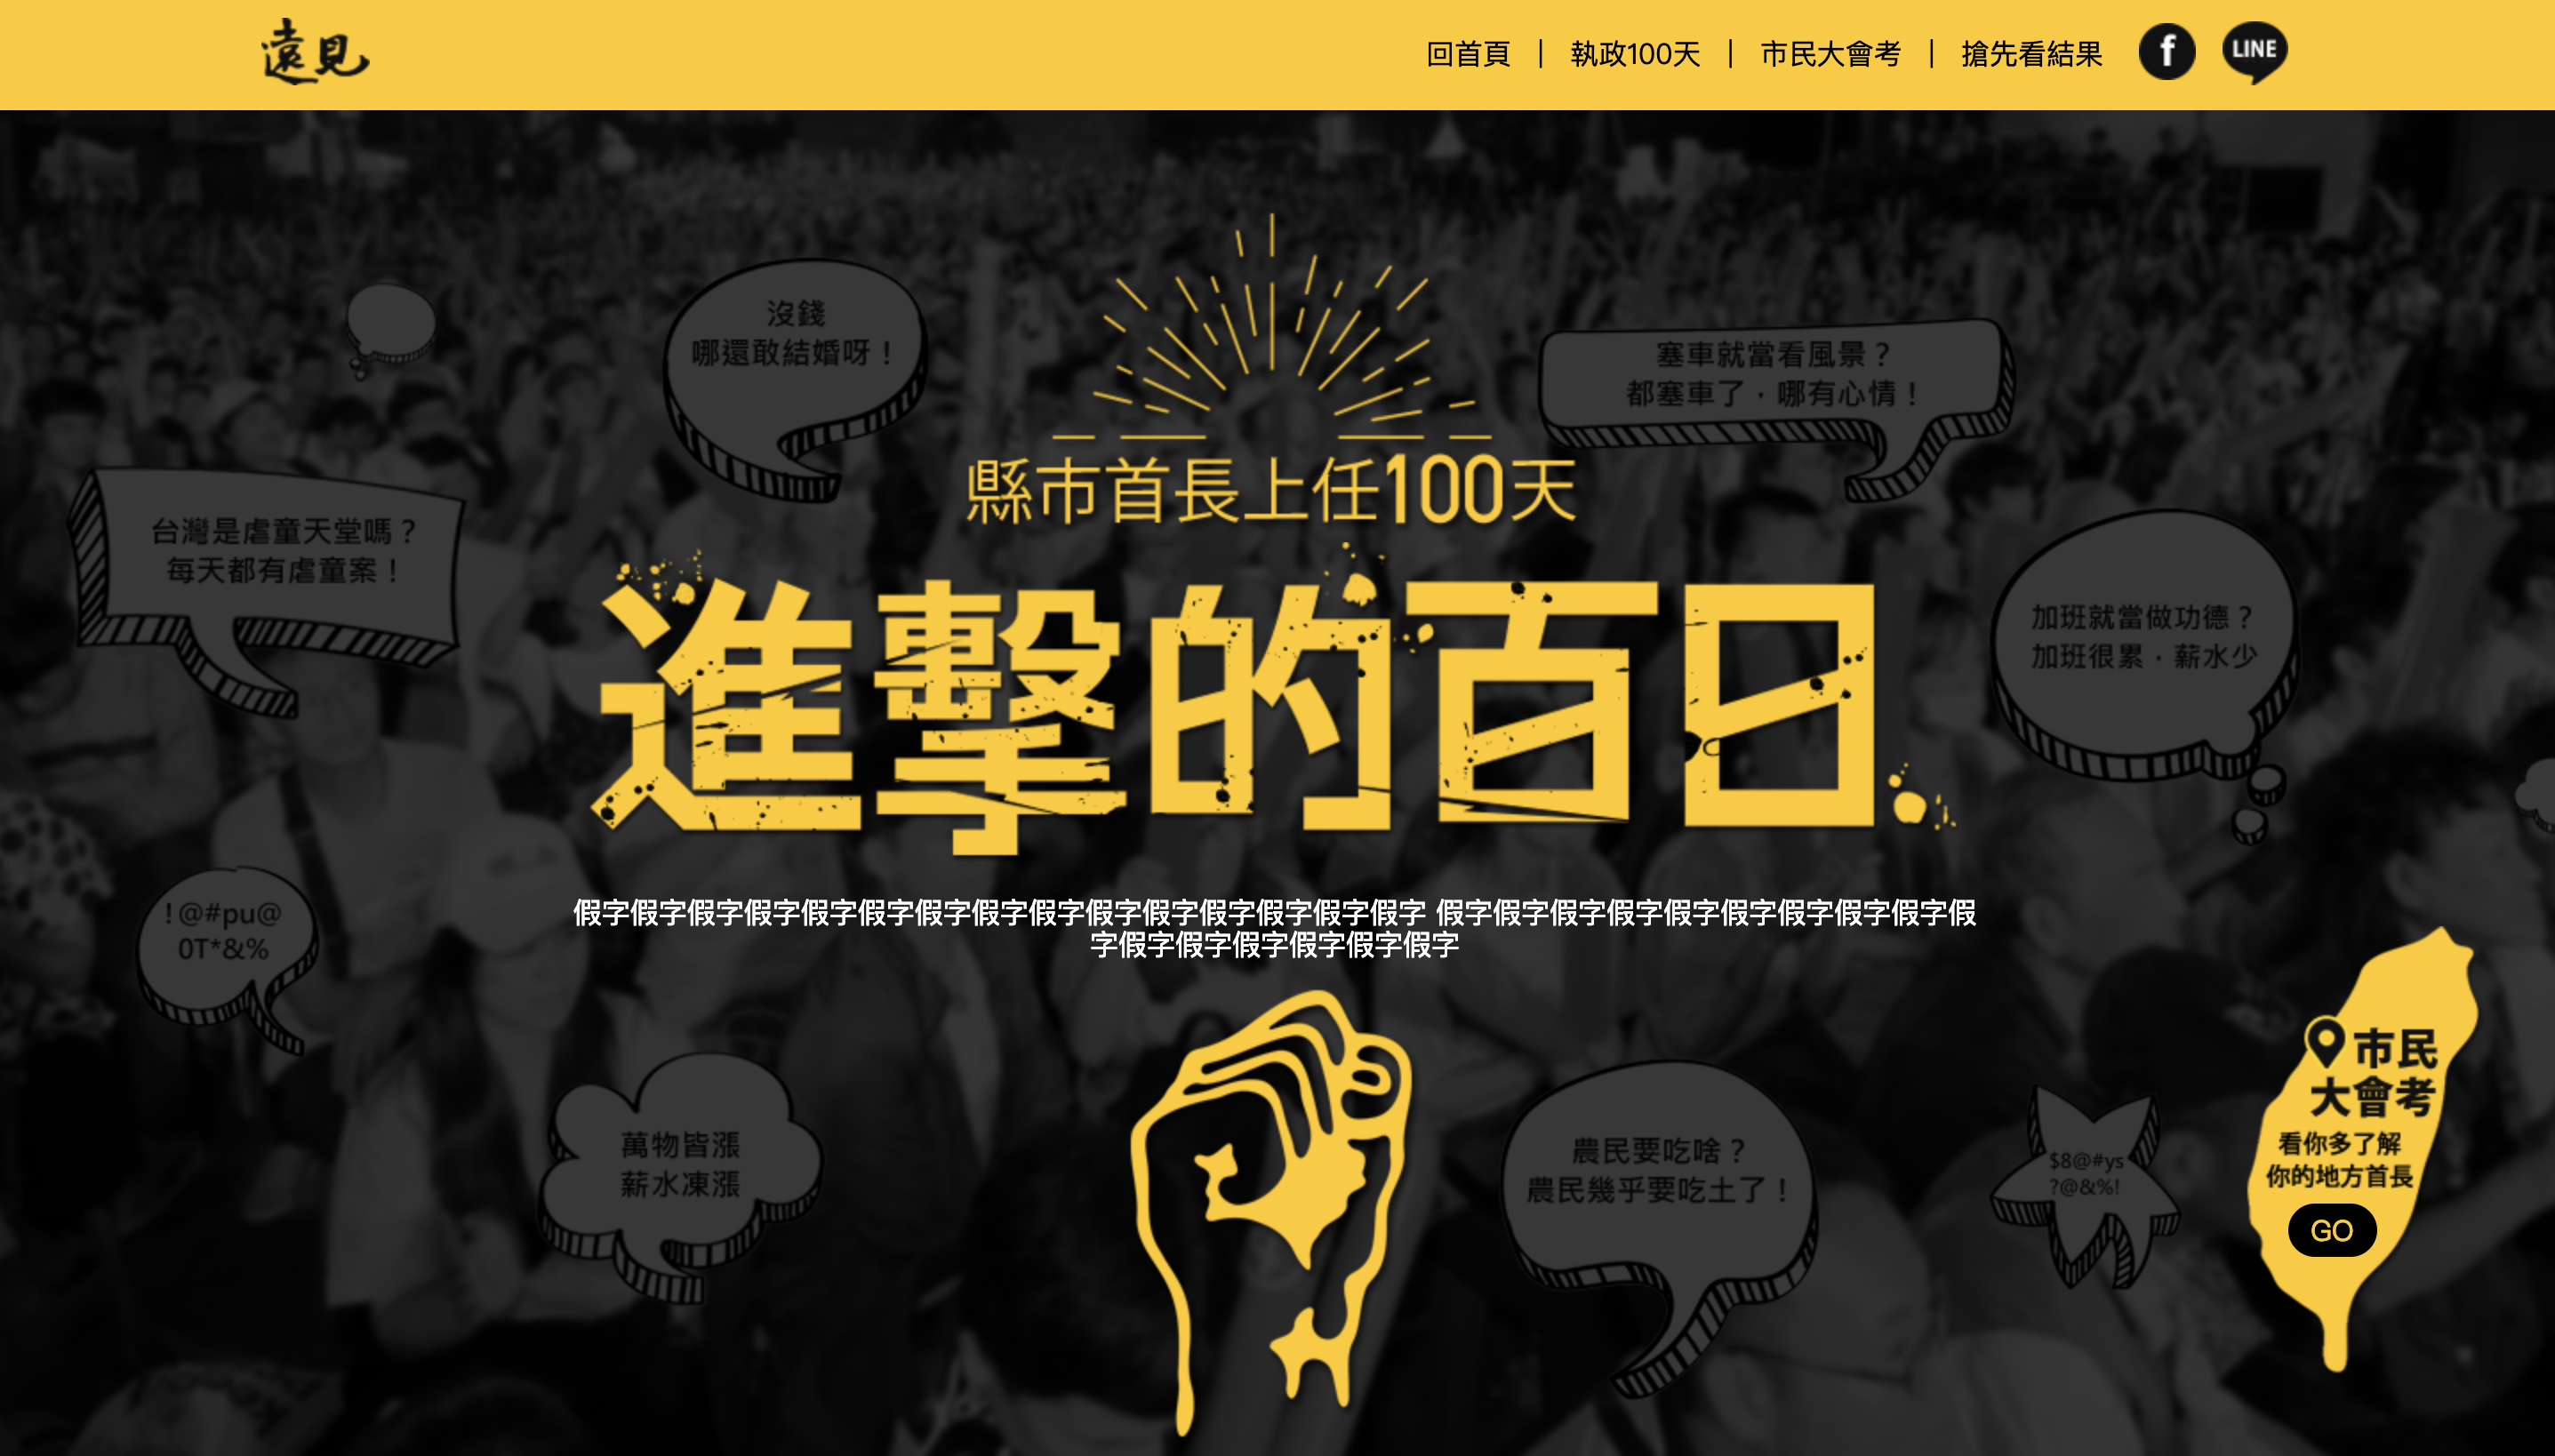 遠見
回首頁 | 執政100天 | 市民大會考 | 搶先看結果
f
LINE
沒錢
哪還敢結婚呀！
塞車就當看風景？
都塞車了，哪有心情！
縣市首長上任100天
台灣是虐童天堂嗎？
每天都有虐童案！
進擊的百日
加班就當做功德？
加班很累，薪水少
假字假字假字假字假字假字假字假字假字假字假字假字假字假字假字 假字假字假字假字假字假字假字假字假字假
字假字假字假字假字假字假字
!@#pu@
0T*&%
萬物皆漲
薪水凍漲
農民要吃啥？
農民幾乎要吃土了！
$8@#ys
?@&%!
市民
大會考
看你多了解
你的地方首長
GO